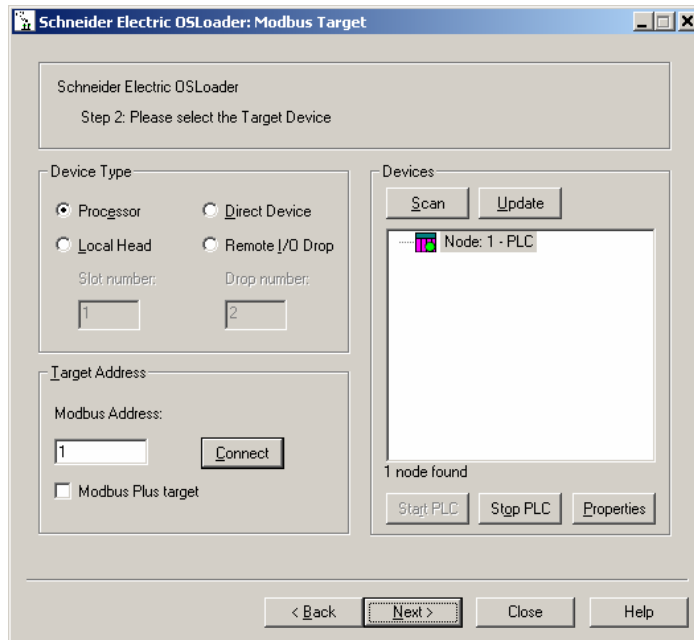 Schneider Electric OSLoader: Modbus Target
Schneider Electric OSLoader
Step 2: Please select the Target Device
Device Type
Processor
Direct Device
Local Head
Remote I/O Drop
Slot number:
Drop number:
1
2
Target Address
Modbus Address:
1
Connect
Modbus Plus target
Devices
Scan
Update
Node: 1 - PLC
1 node found
Start PLC
Stop PLC
Properties
< Back
Next >
Close
Help